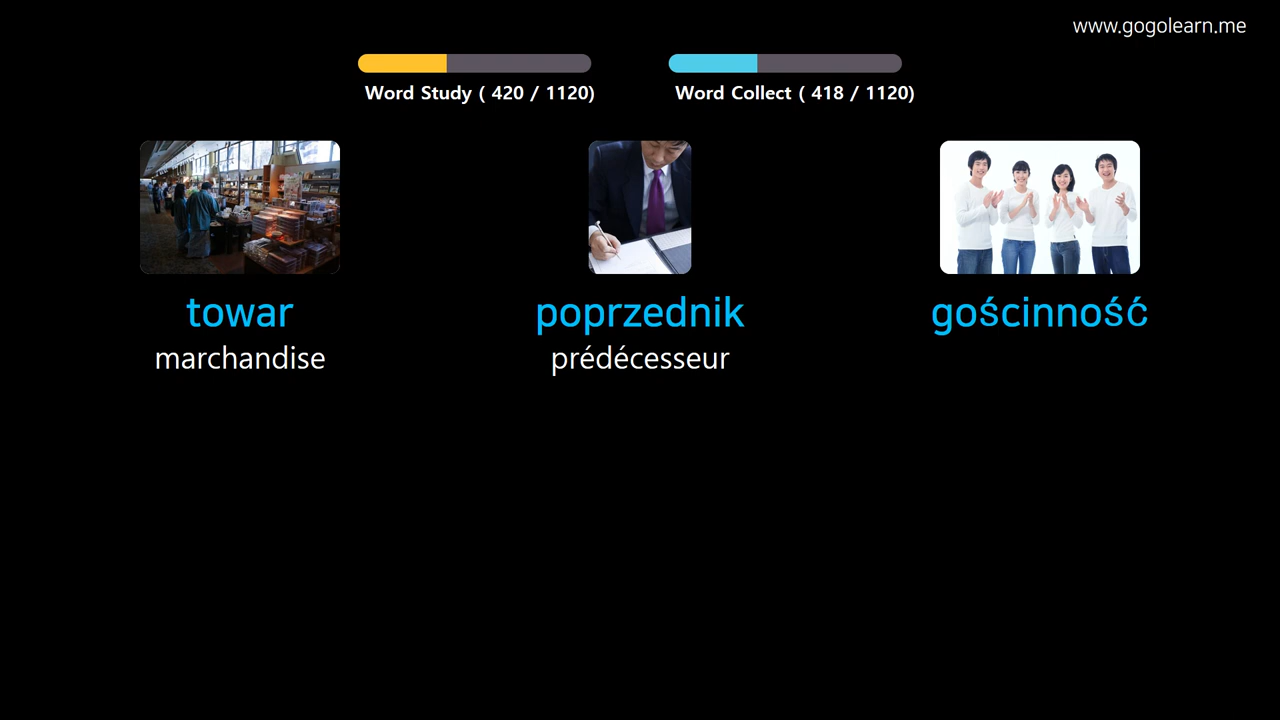 www.gogolearn.me
Word Study ( 420 / 1120)
Word Collect ( 418 / 1120)
towar
poprzednik
gościnność
marchandise
prédécesseur